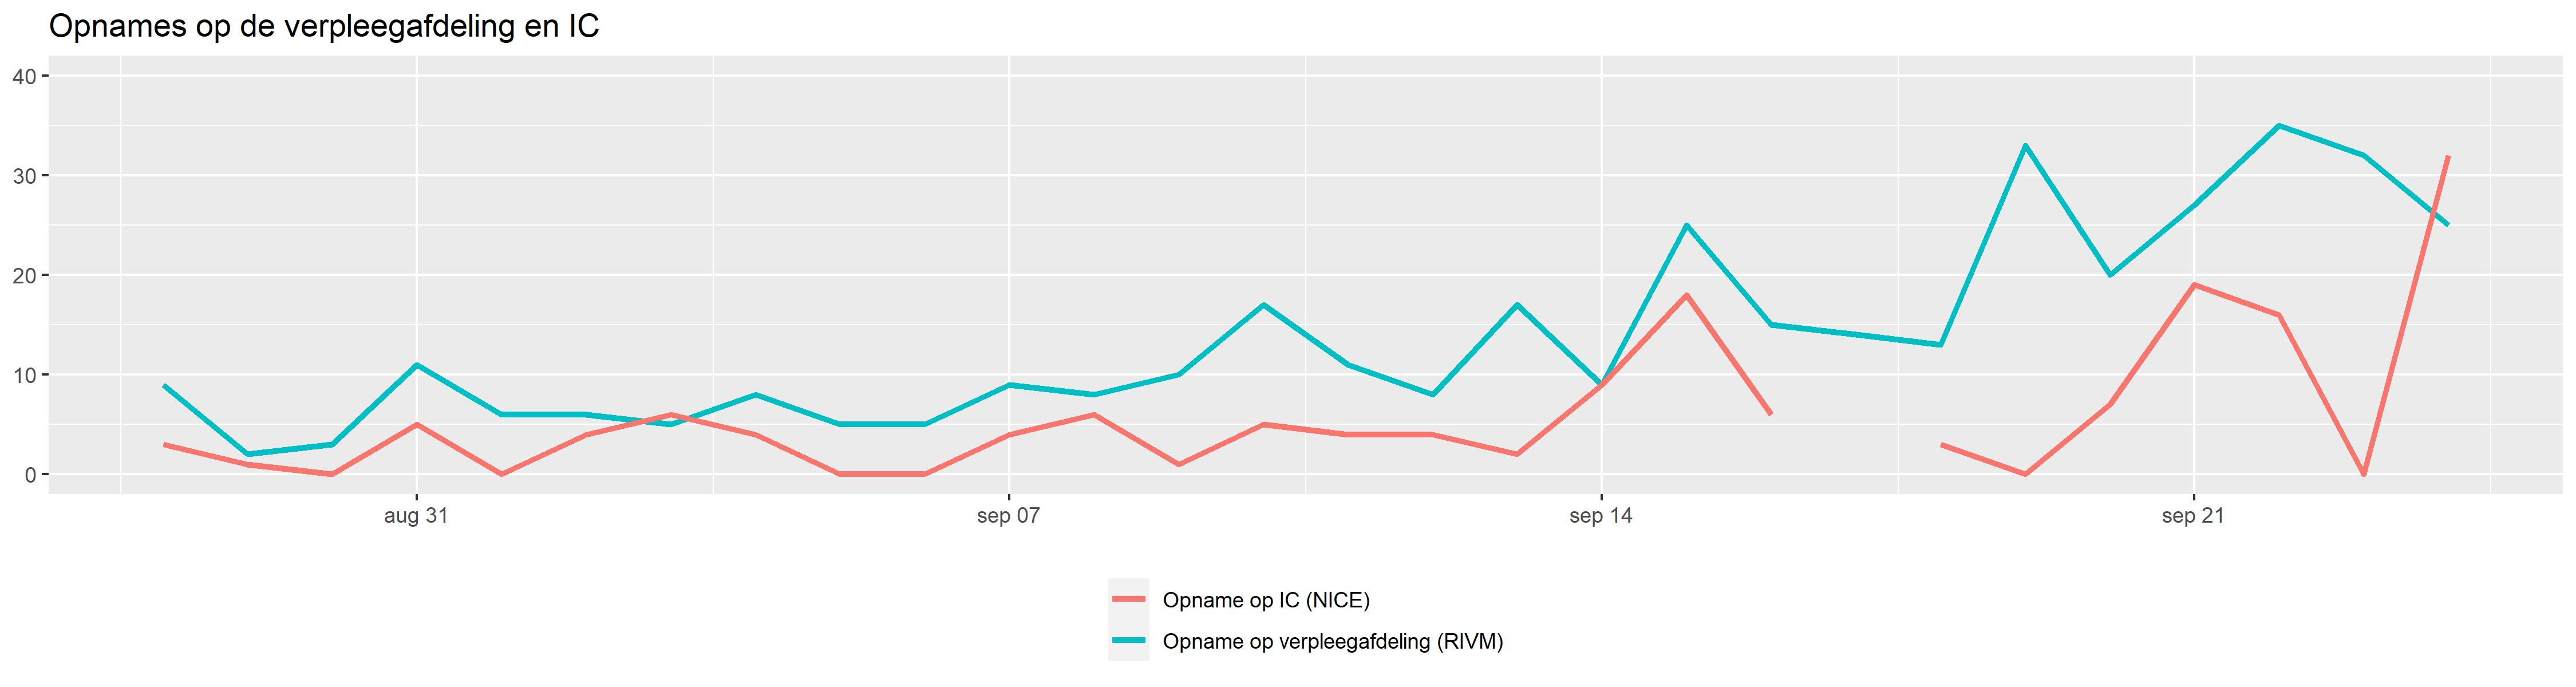 Opnames op de verpleegafdeling en IC
40
30
20
10
0
aug 31 sep 07 sep 14 sep 21
Opname op IC (NICE)
Opname op verpleegafdeling (RIVM)